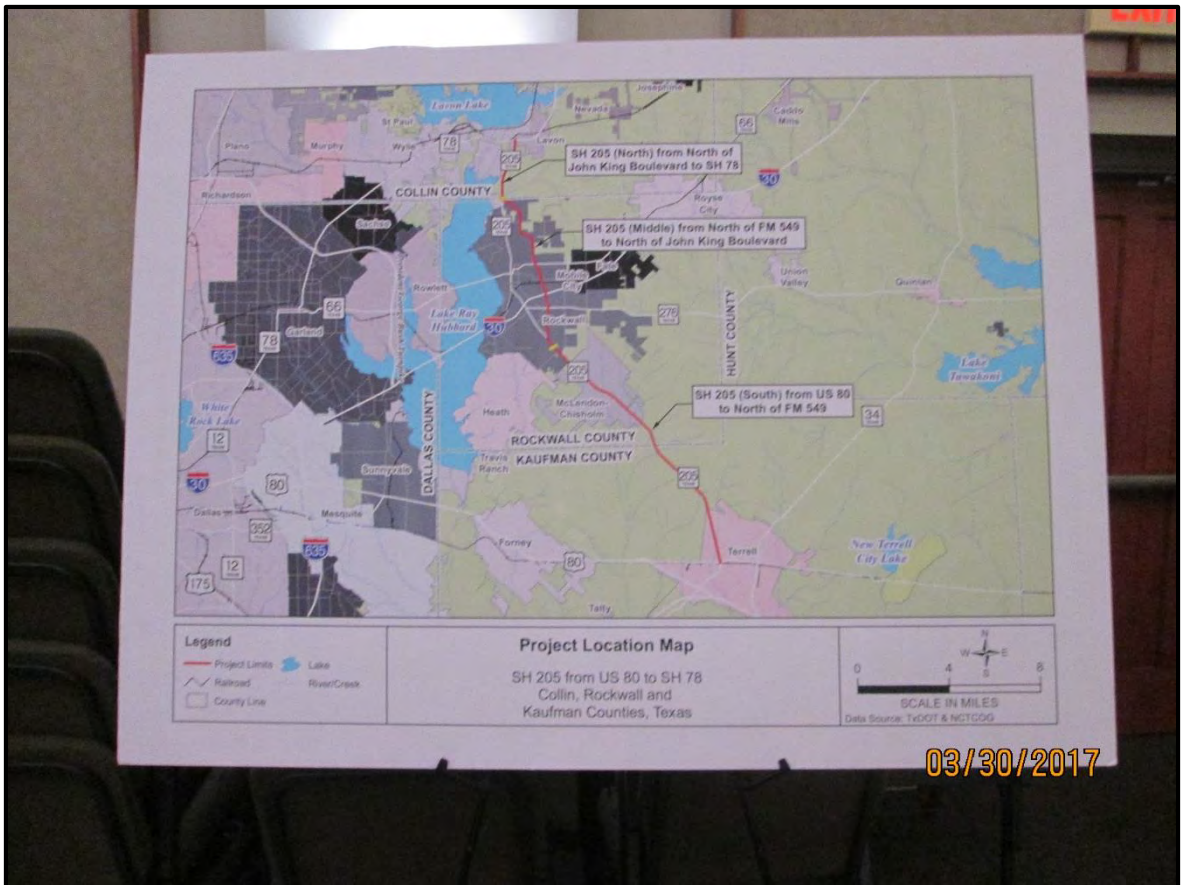 EXIT
Lavon Lake
Josephine
Nevada
Caddo
Mills
St Paul
Plano
Murphy
Wylie
78
Lavon
66
205
SH 205 (North) from North of
John King Boulevard to SH 78
30
Richardson
COLLIN COUNTY
Royse
City
Sachse
205
SH 205 (Middle) from North of FM 549
to North of John King Boulevard
Fate
Mobile
City
Union
Valley
Quinlan
Rowlett
66
Lake Ray
Hubbard
30
Rockwall
276
Garland
78
HUNT COUNTY
635
205
Lake
Tawakoni
SH 205 (South) from US 80
to North of FM 549
White
Rock Lake
Heath
McLendon-
Chisholm
34
12
DALLAS COUNTY
ROCKWALL COUNTY
KAUFMAN COUNTY
Travis
Ranch
Sunnyvale
205
30
80
Dallas
Mesquite
352
635
Forney
80
Terrell
New Terrell
City Lake
12
175
Talty
Legend
Project Limits
Lake
Railroad
River/Creek
County Line
Project Location Map
SH 205 from US 80 to SH 78
Collin, Rockwall and
Kaufman Counties, Texas
N
W E
S
0 4 8
SCALE IN MILES
Data Source: TxDOT & NCTCOG
03/30/2017